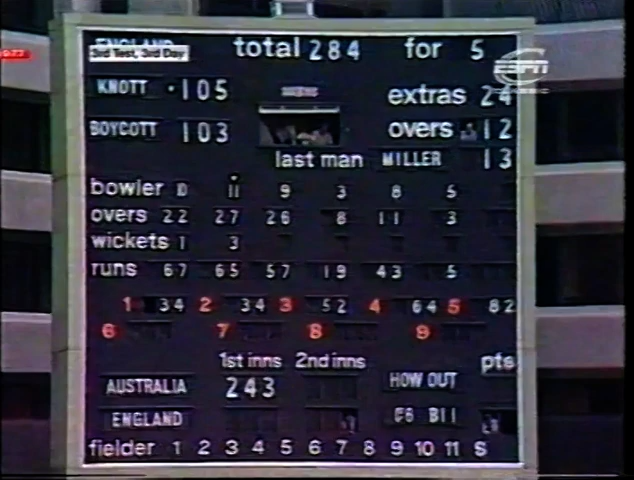 1977
ENGLAND total 284 for 5
3rd Test, 3rd Day
ESPN
KNOTT 105 extras 24
BOYCOTT 103 overs 12
last man MILLER 13
bowler 10 11 9 3 8 5
overs 22 27 26 8 11 3
wickets 1 3
runs 67 65 57 19 43 5
1 34 2 34 3 52 4 64 5 82
6 7 8 9
1st inns 2nd inns pts
AUSTRALIA 243 HOW OUT
ENGLAND B11
fielder 1 2 3 4 5 6 7 8 9 10 11 S